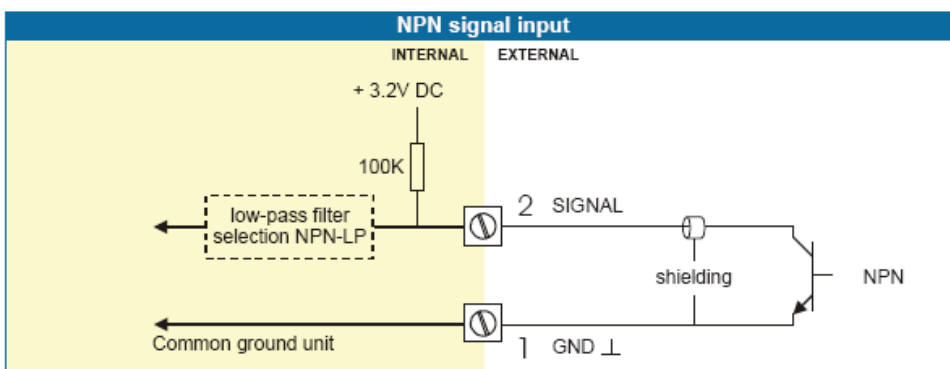 NPN signal input
INTERNAL EXTERNAL
+ 3.2V DC
100K
low-pass filter
selection NPN-LP
2 SIGNAL
shielding
NPN
Common ground unit
1 GND ⊥